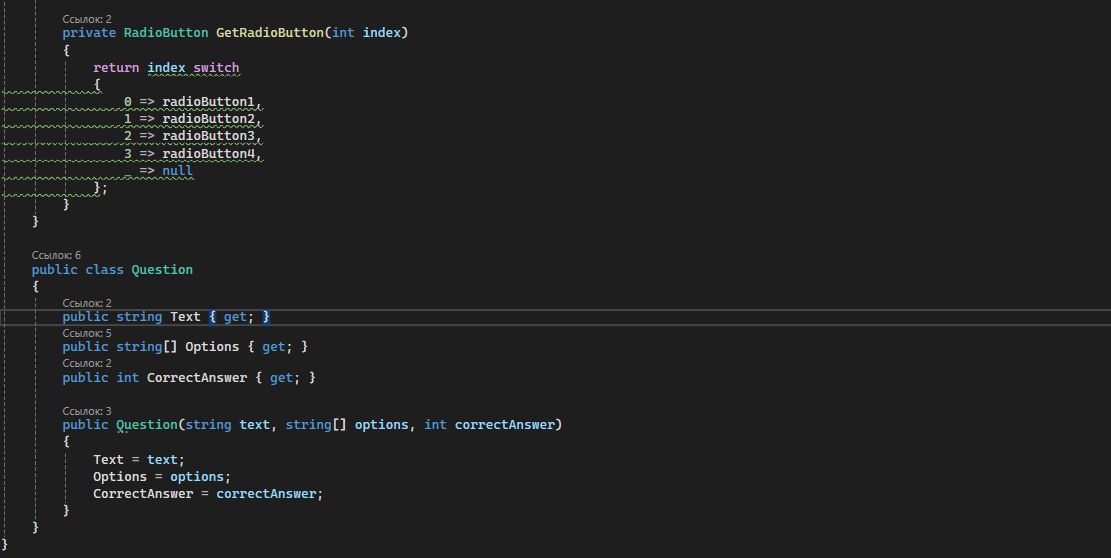 Ссылок: 2
private RadioButton GetRadioButton(int index)
{
return index switch
{
0 => radioButton1,
1 => radioButton2,
2 => radioButton3,
3 => radioButton4,
_ => null
};
}
}
Ссылок: 6
public class Question
{
Ссылок: 2
public string Text { get; }
Ссылок: 5
public string[] Options { get; }
Ссылок: 2
public int CorrectAnswer { get; }
Ссылок: 3
public Question(string text, string[] options, int correctAnswer)
{
Text = text;
Options = options;
CorrectAnswer = correctAnswer;
}
}
}